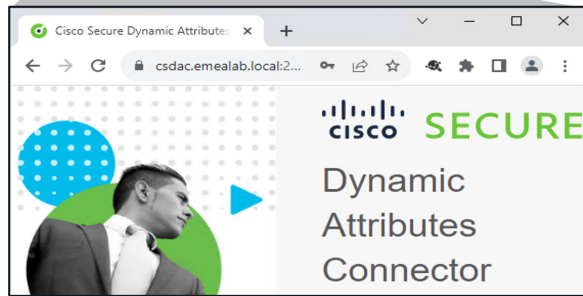 Cisco Secure Dynamic Attributes
csdac.emealab.local:2...
CISCO SECURE
Dynamic
Attributes
Connector